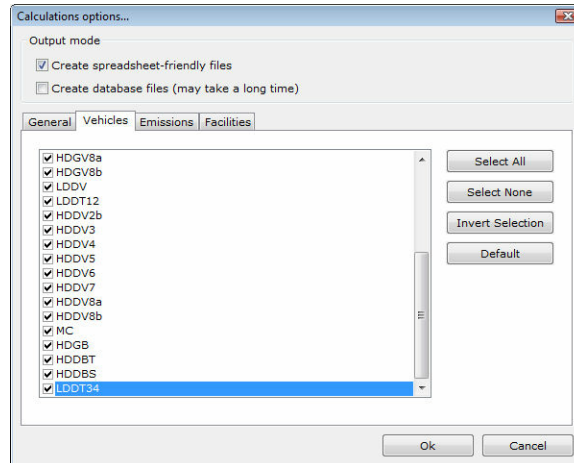 Calculations options...
Output mode
Create spreadsheet-friendly files
Create database files (may take a long time)
General Vehicles Emissions Facilities
HDGV8a
HDGV8b
LDDV
LDDT12
HDDV2b
HDDV3
HDDV4
HDDV5
HDDV6
HDDV7
HDDV8a
HDDV8b
MC
HDGB
HDDBT
HDDBS
LDDT34
Select All
Select None
Invert Selection
Default
Ok Cancel